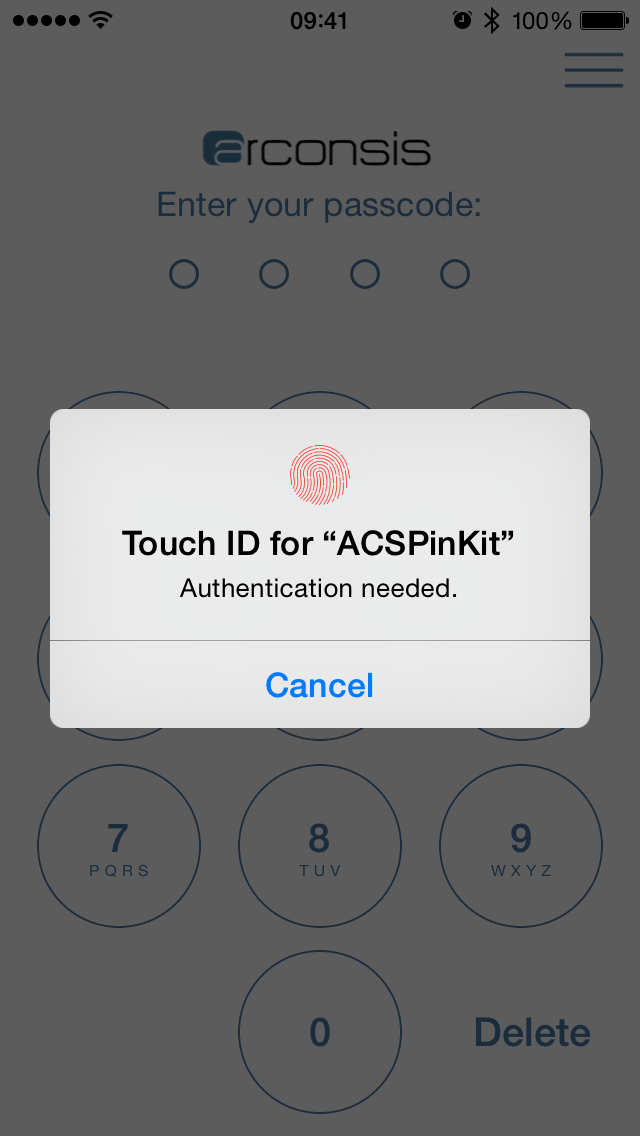 09:41 100%
arconsis
Enter your passcode:
Touch ID for “ACSPinKit”
Authentication needed.
Cancel
7 8 9
PQRS TUV WXYZ
0 Delete